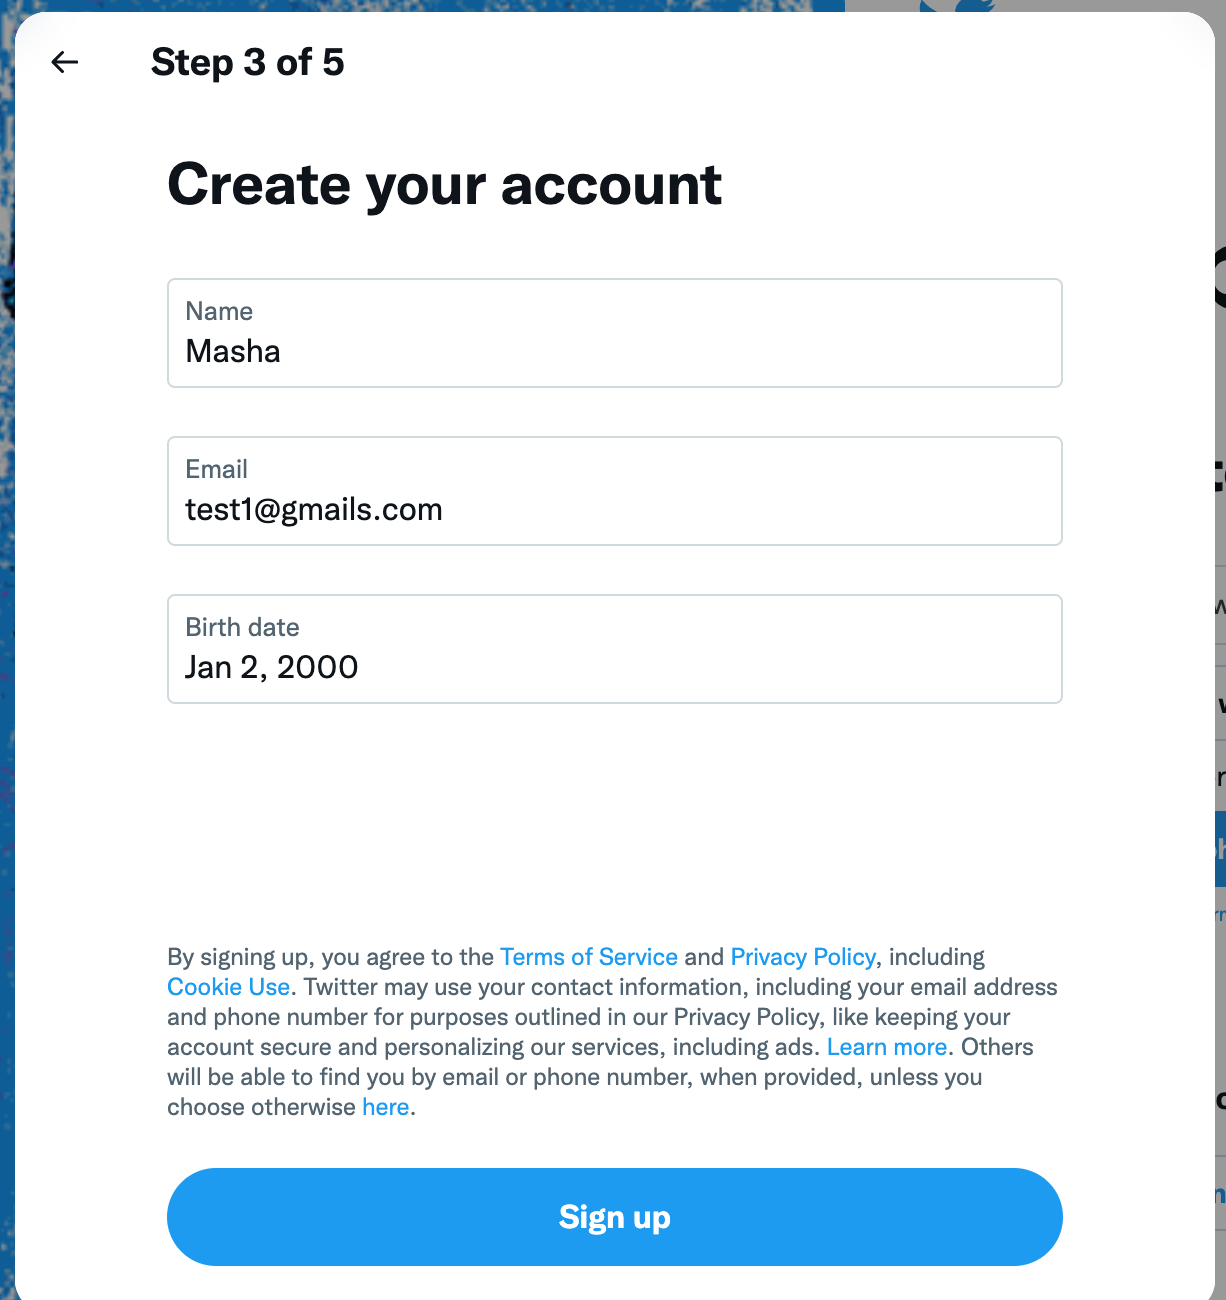 Step 3 of 5
Create your account
Name
Masha
Email
test1@gmails.com
Birth date
Jan 2, 2000
By signing up, you agree to the Terms of Service and Privacy Policy, including
Cookie Use. Twitter may use your contact information, including your email address
and phone number for purposes outlined in our Privacy Policy, like keeping your
account secure and personalizing our services, including ads. Learn more. Others
will be able to find you by email or phone number, when provided, unless you
choose otherwise here.
Sign up